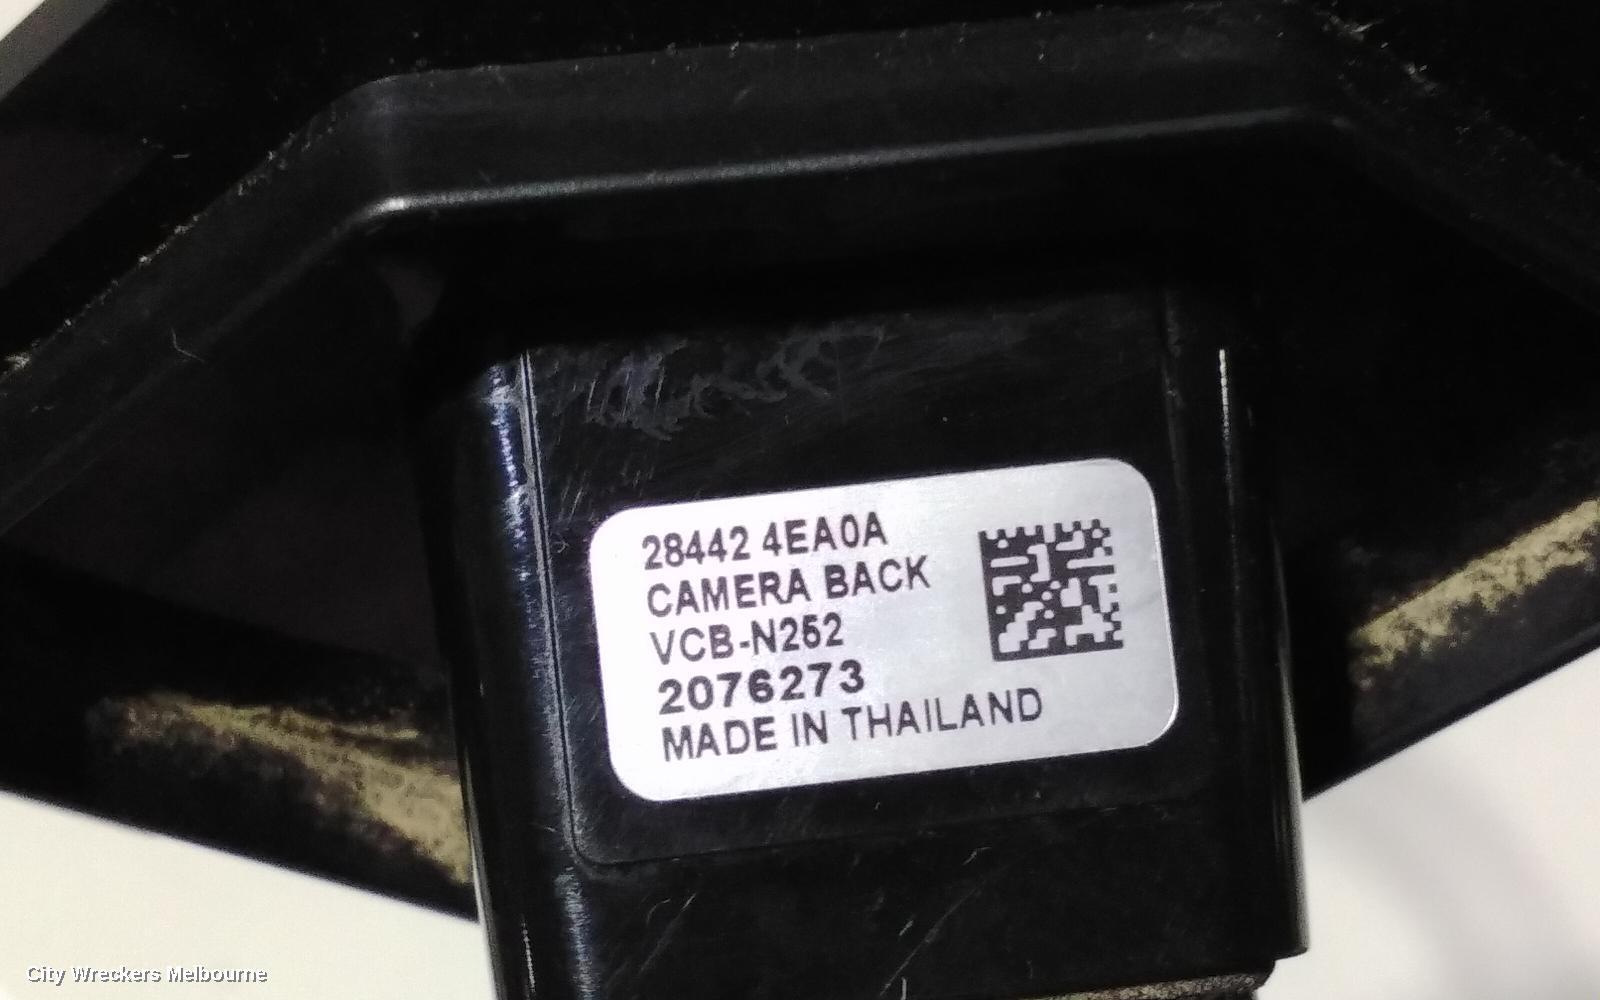 28442 4EA0A
CAMERA BACK
VCB-N252
2076273
MADE IN THAILAND
City Wreckers Melbourne